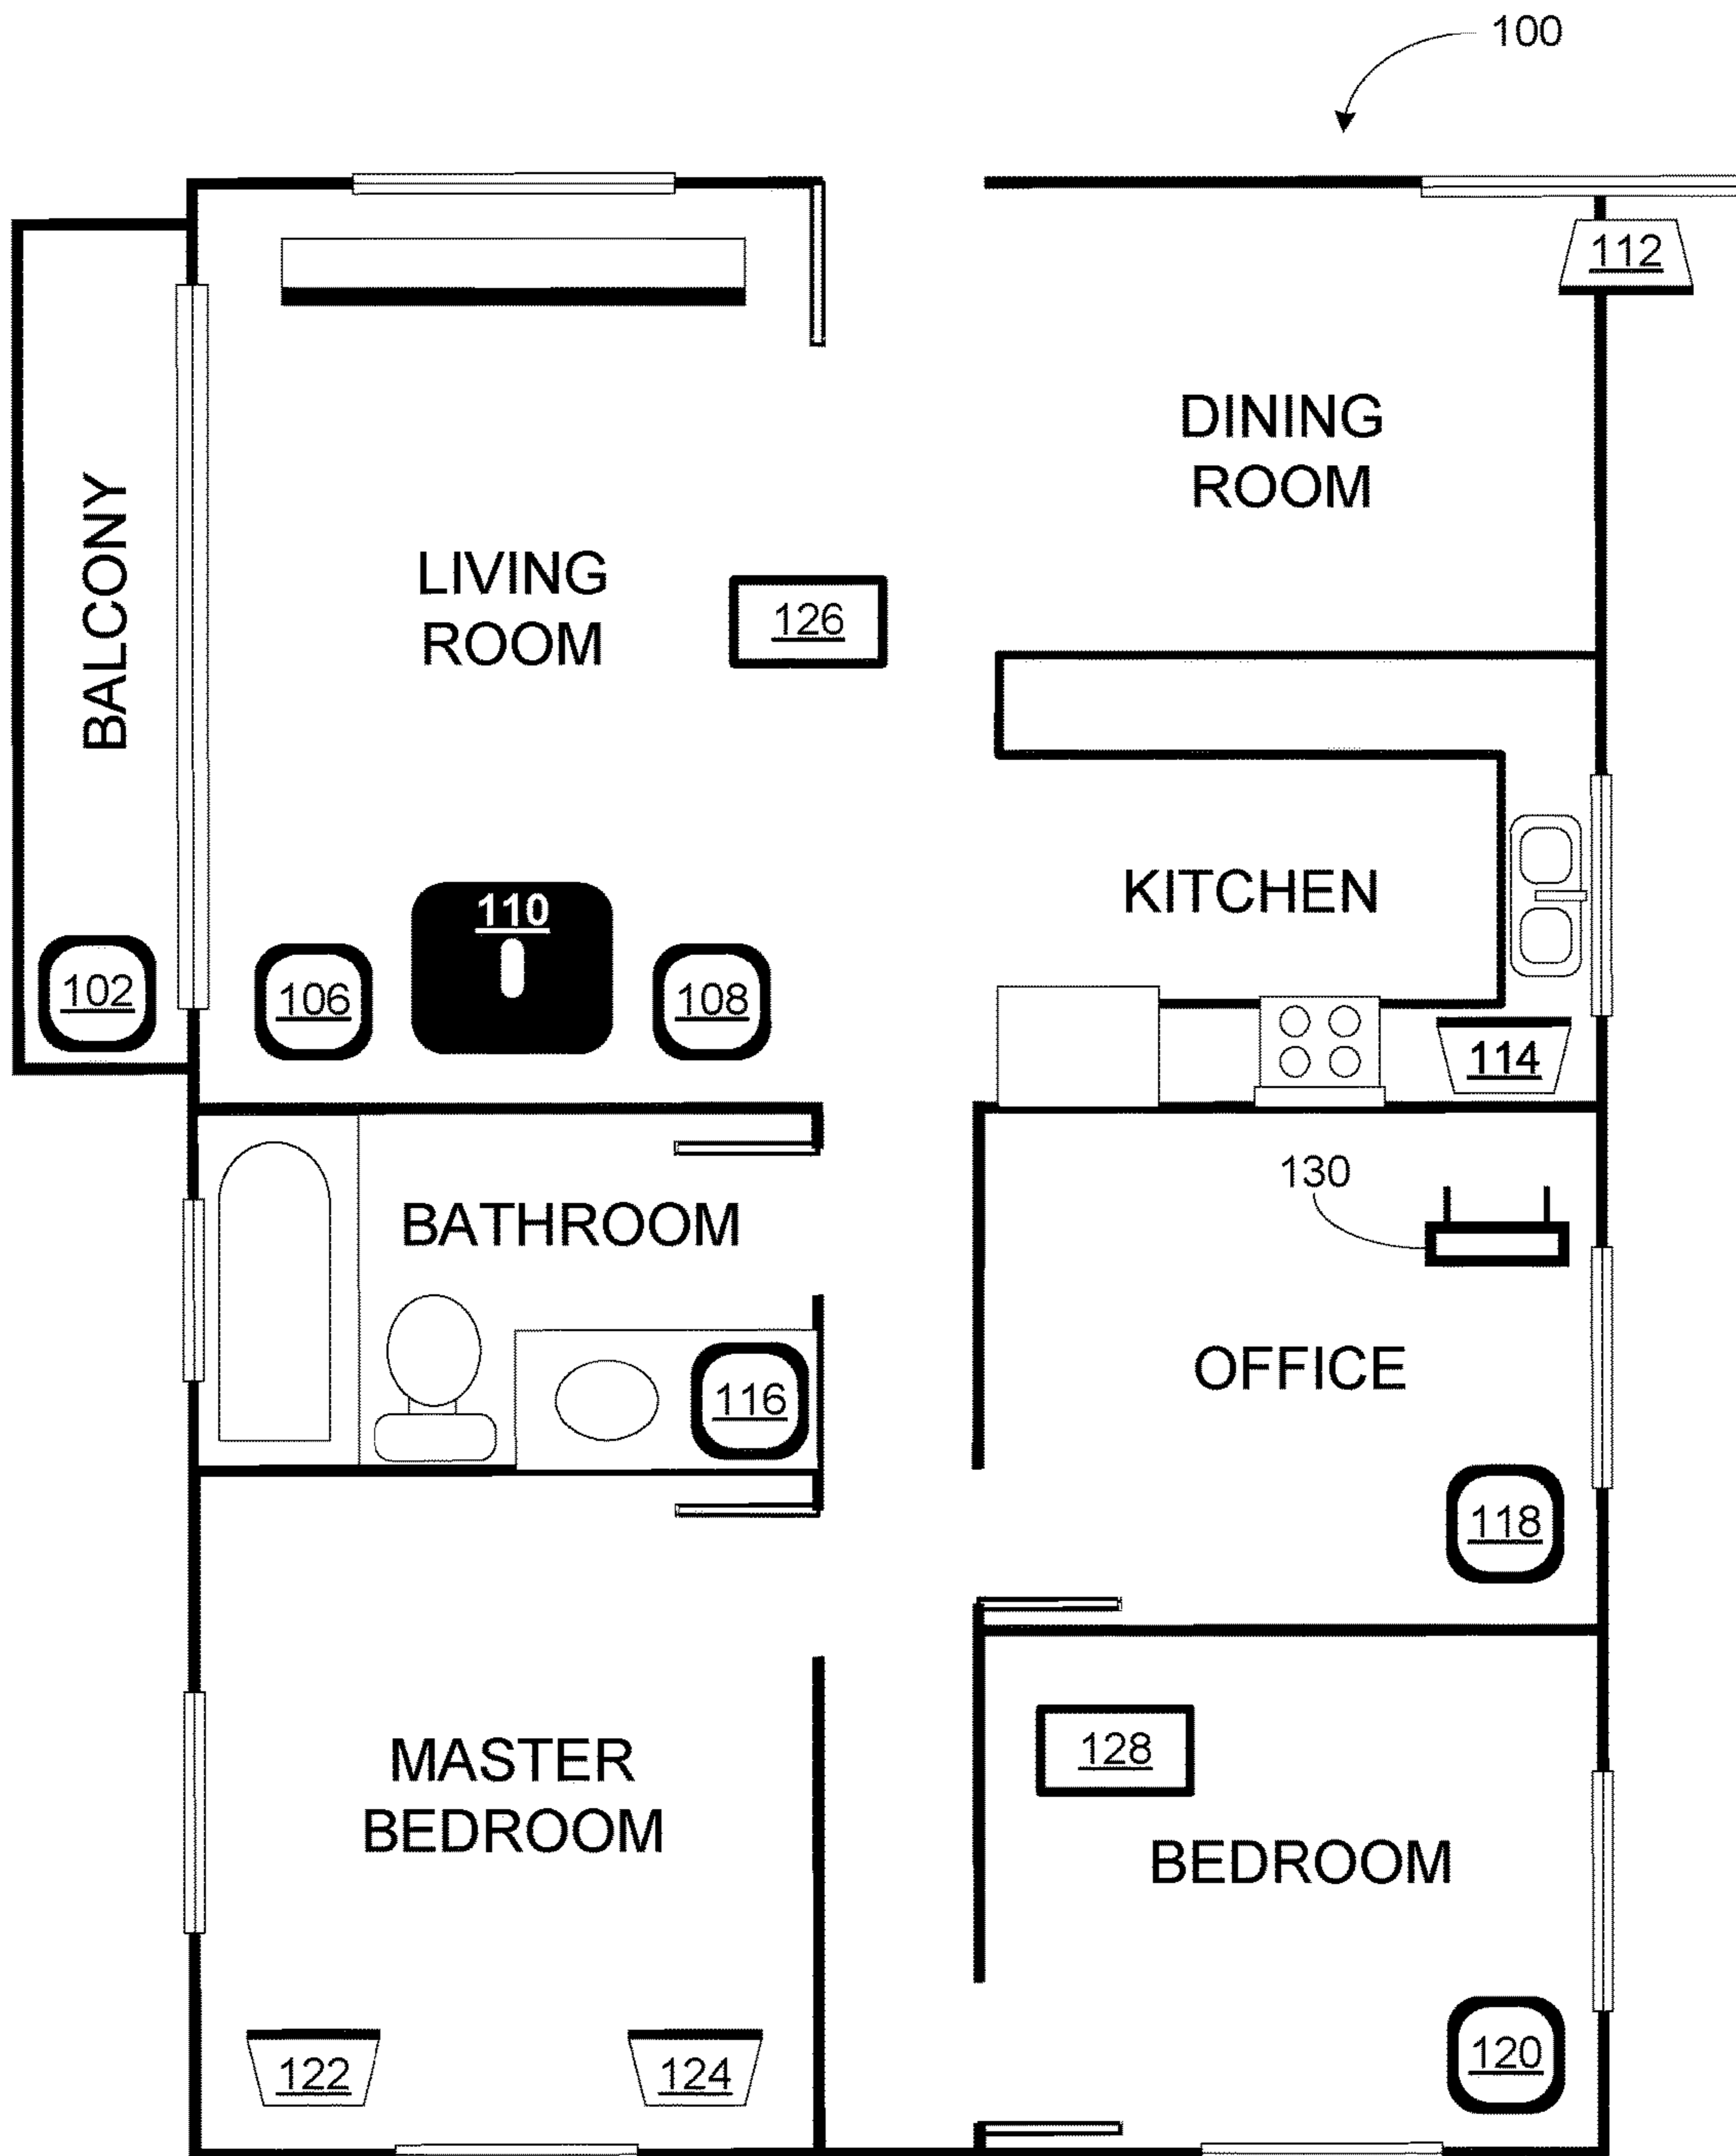 100
112
DINING
ROOM
BALCONY
LIVING
ROOM
126
KITCHEN
110
102
106
108
114
130
BATHROOM
OFFICE
116
118
128
MASTER
BEDROOM
BEDROOM
122
124
120